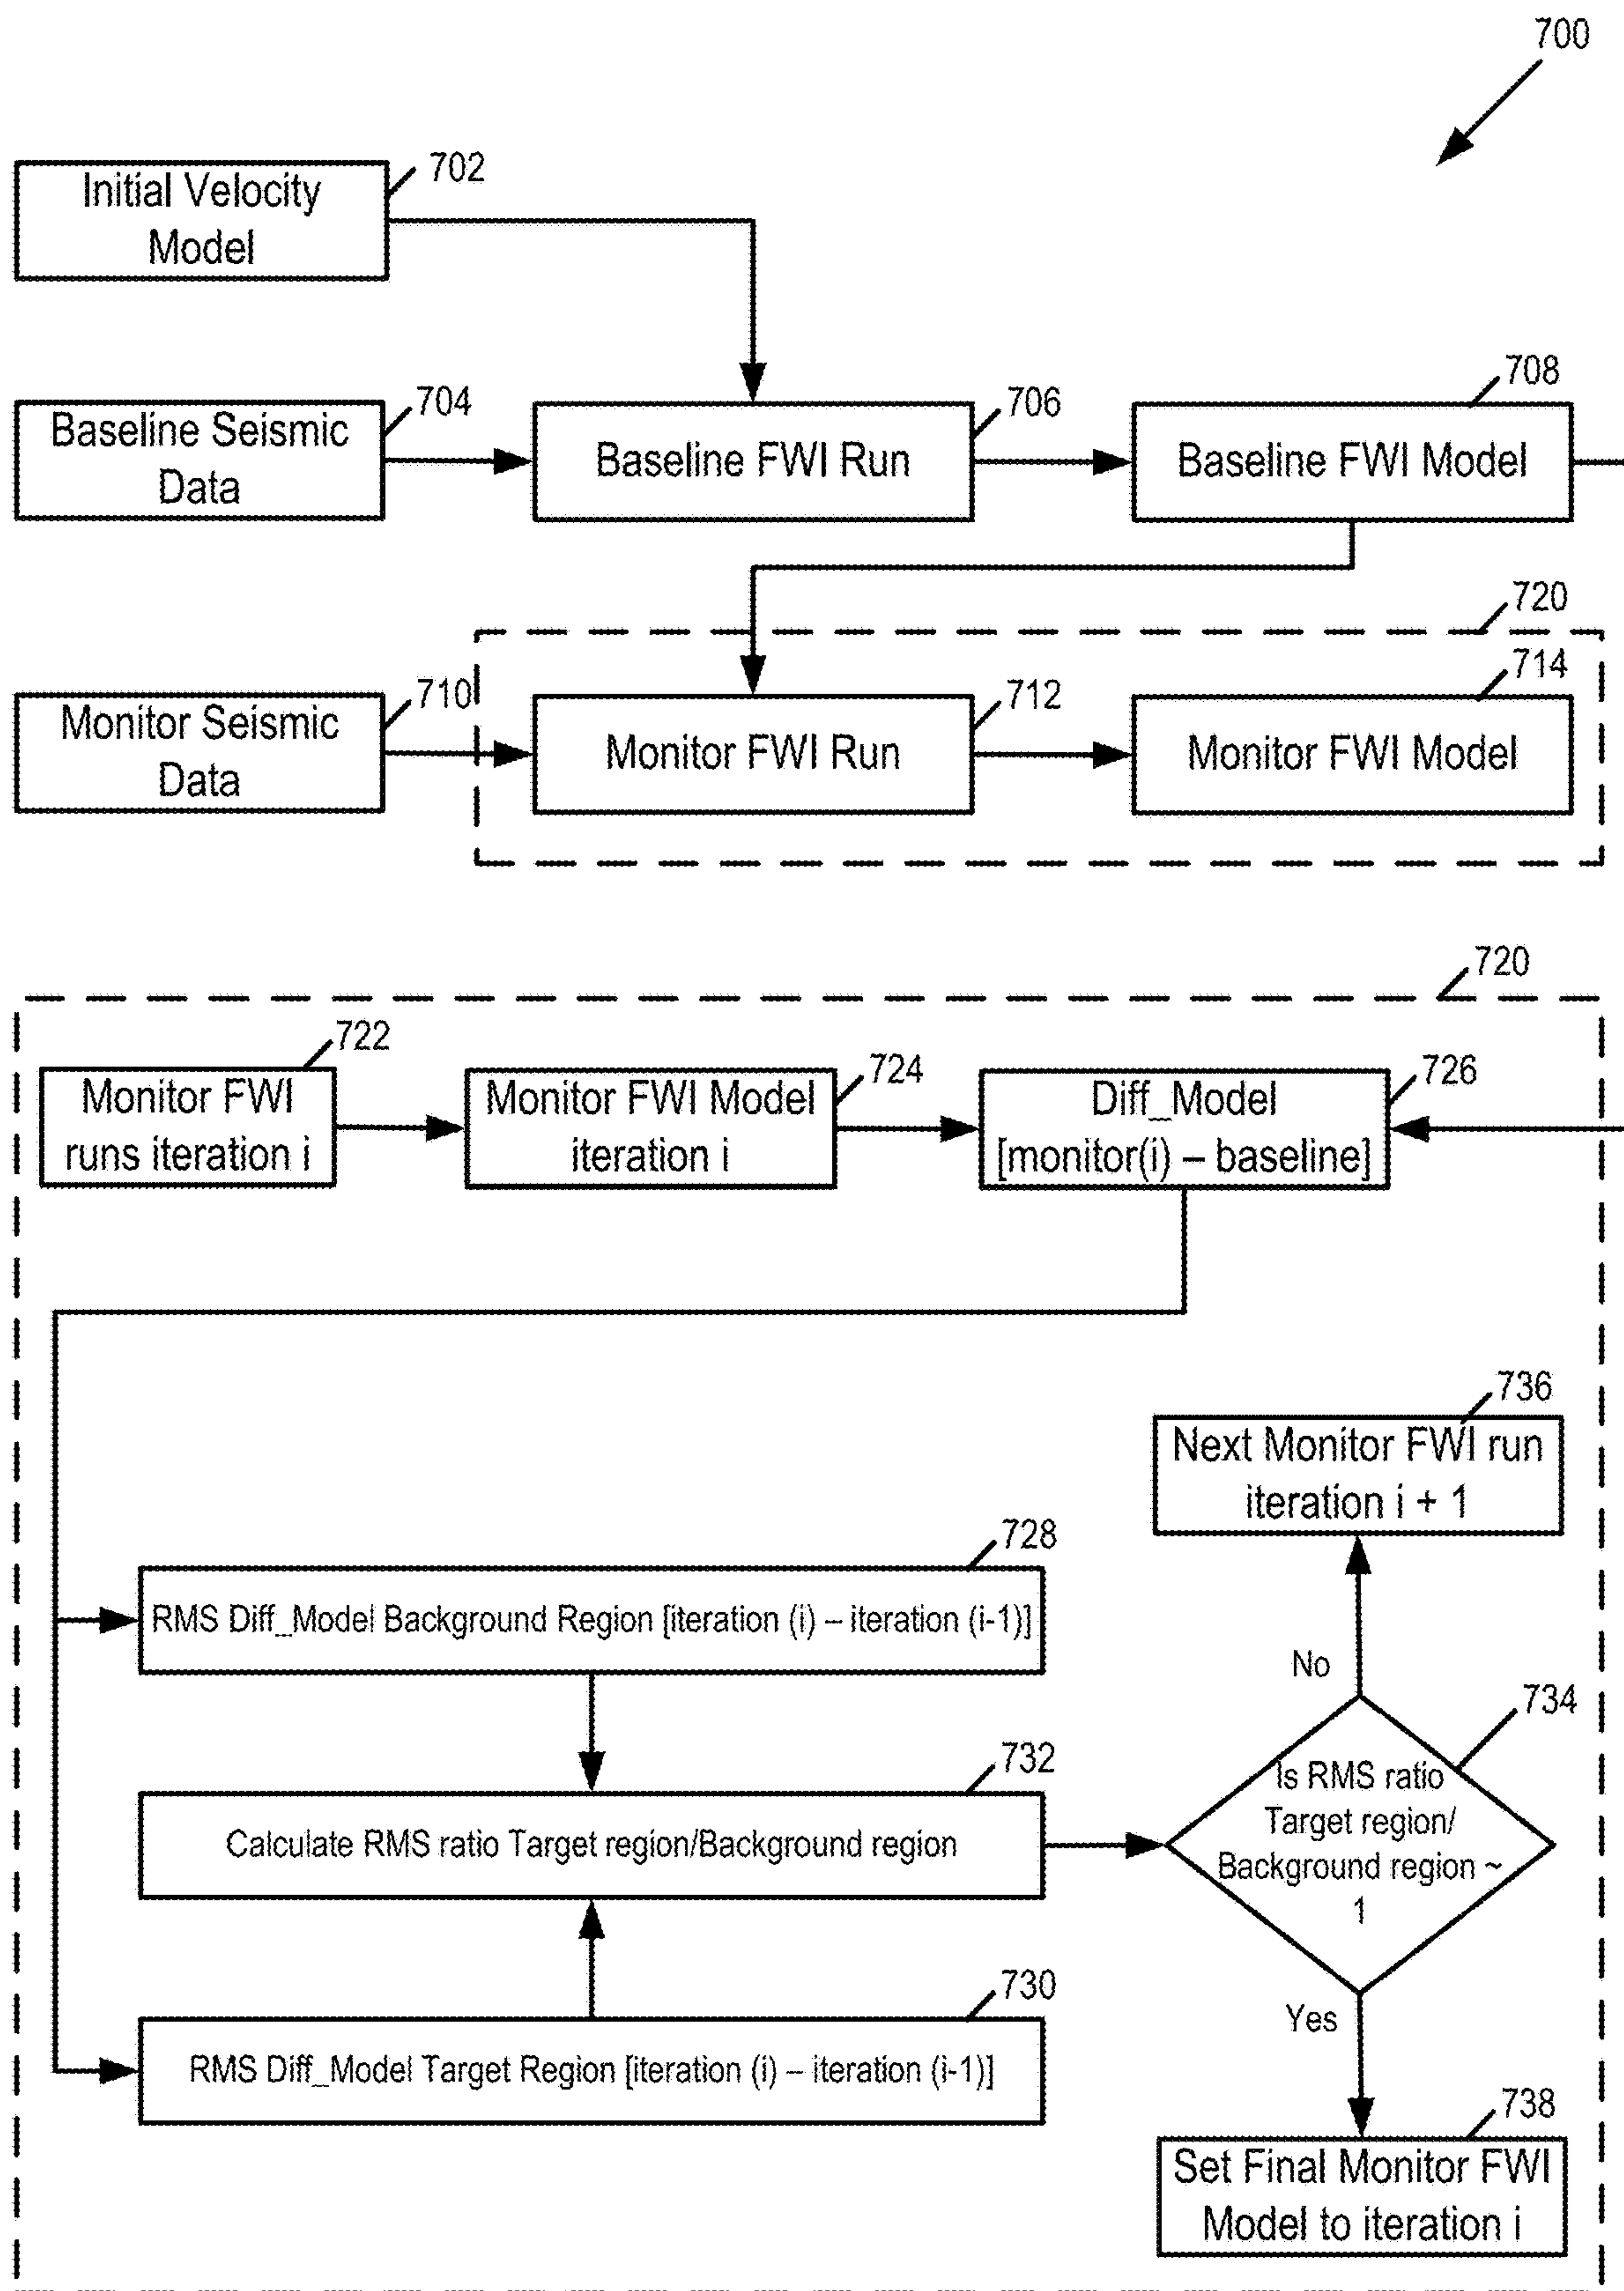 700
702
Initial Velocity
Model
704
Baseline Seismic
Data
706
Baseline FWI Run
708
Baseline FWI Model
720
710
Monitor Seismic
Data
712
Monitor FWI Run
714
Monitor FWI Model
720
722
Monitor FWI
runs iteration i
724
Monitor FWI Model
iteration i
726
Diff_Model
[monitor(i) – baseline]
736
Next Monitor FWI run
iteration i + 1
728
RMS Diff_Model Background Region [iteration (i) – iteration (i-1)]
No
734
732
Calculate RMS ratio Target region/Background region
Is RMS ratio
Target region/
Background region ~
1
730
RMS Diff_Model Target Region [iteration (i) – iteration (i-1)]
Yes
738
Set Final Monitor FWI
Model to iteration i